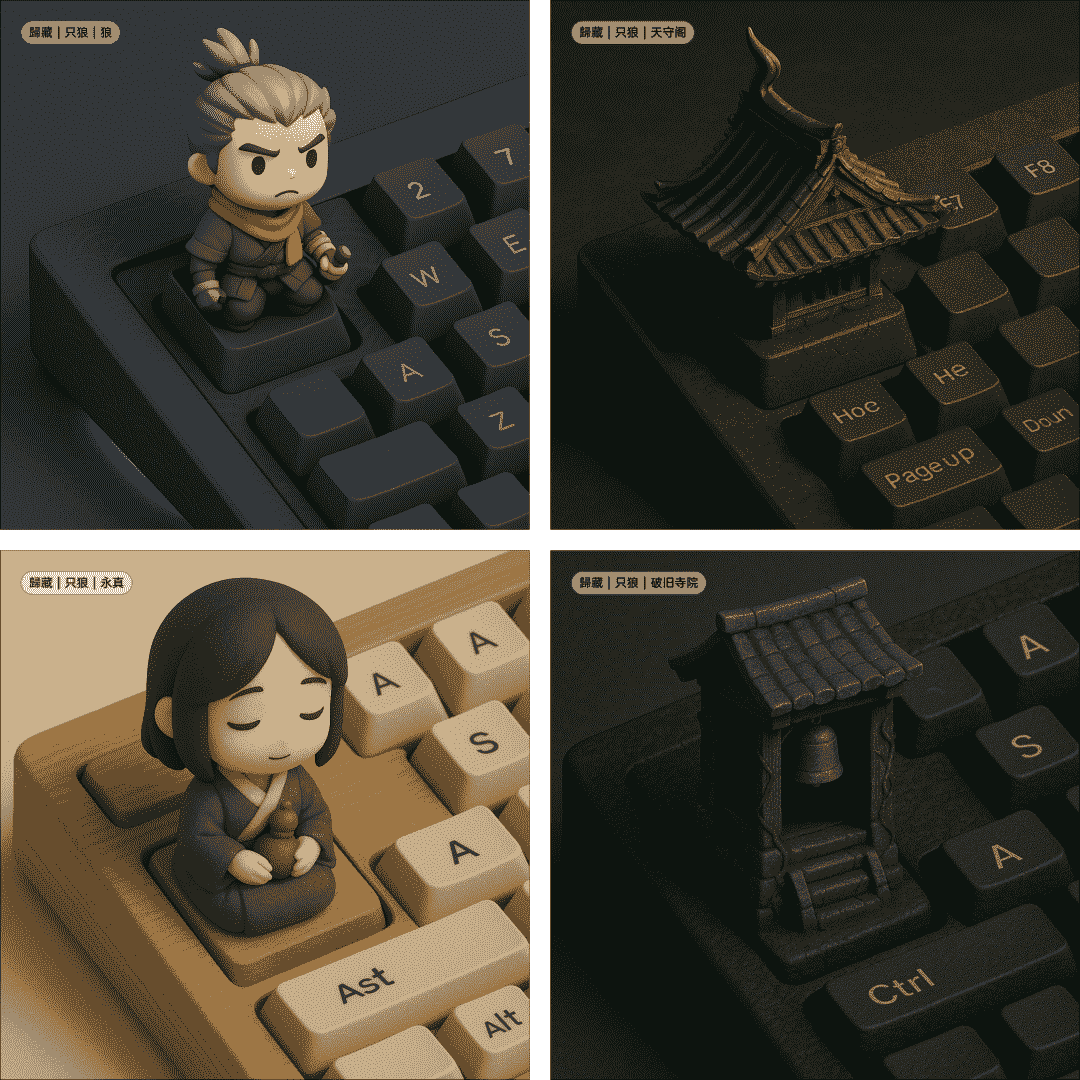 歸藏 | 只狼 | 狼
2
7
W
E
A
S
Z
歸藏 | 只狼 | 天守阁
F7
F8
Hoe
He
Page up
Doun
歸藏 | 只狼 | 永真
A
A
S
A
Ast
Alt
歸藏 | 只狼 | 破旧寺院
A
S
A
Ctrl